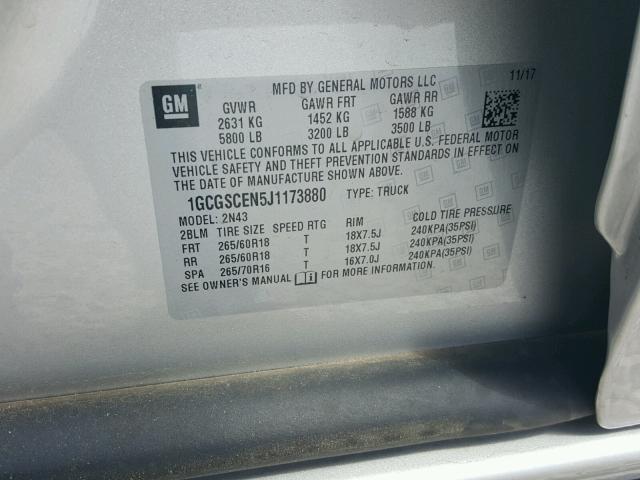 GM
MFD BY GENERAL MOTORS LLC 11/17
GVWR GAWR FRT GAWR RR
2631 KG 1452 KG 1588 KG
5800 LB 3200 LB 3500 LB
THIS VEHICLE CONFORMS TO ALL APPLICABLE U.S. FEDERAL MOTOR
VEHICLE SAFETY AND THEFT PREVENTION STANDARDS IN EFFECT ON
THE DATE OF MANUFACTURE SHOWN ABOVE.
1GCGSCEN5J1173880 TYPE: TRUCK
MODEL: 2N43
2BLM TIRE SIZE SPEED RTG RIM COLD TIRE PRESSURE
FRT 265/60R18 T 18X7.5J 240KPA(35PSI)
RR 265/60R18 T 18X7.5J 240KPA(35PSI)
SPA 265/70R16 T 16X7.0J 240KPA(35PSI)
SEE OWNER'S MANUAL FOR MORE INFORMATION.